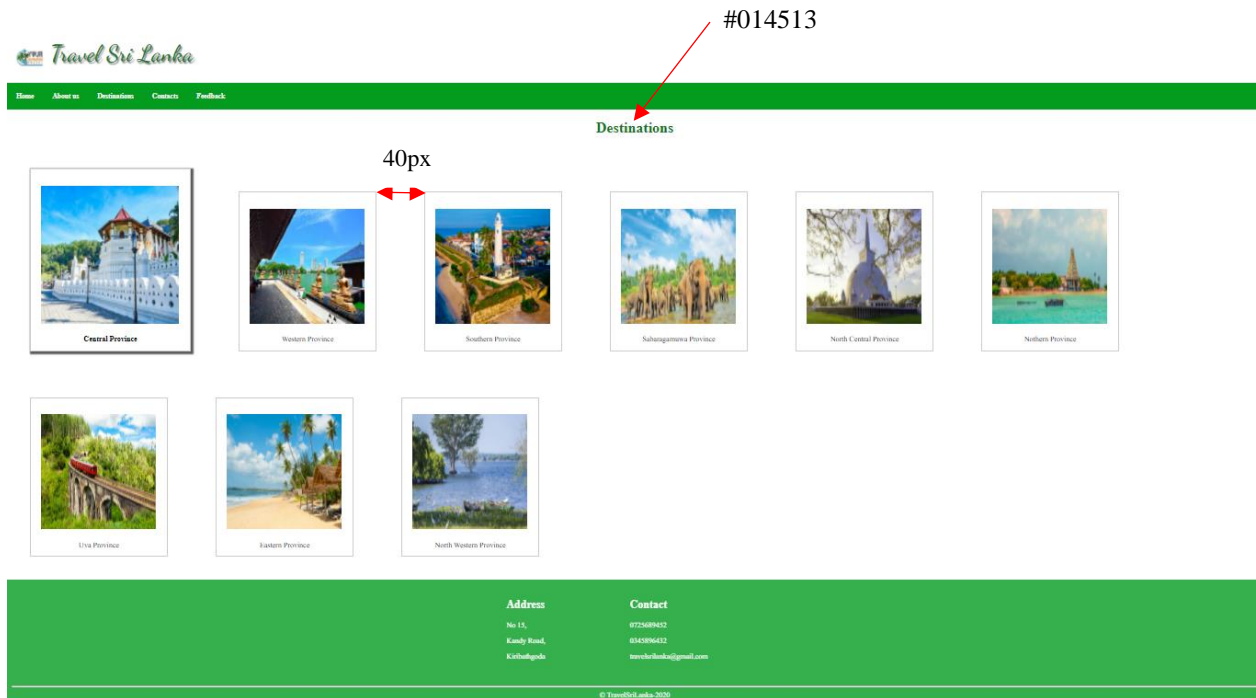 #014513
Travel Sri Lanka
Home About us Destinations Contacts Feedback
Destinations
40px
Central Province
Western Province
Southern Province
Sabaragamuwa Province
North Central Province
Nothern Province
Uva Province
Eastern Province
North Western Province
Address
No 15,
Kandy Road,
Kiribathgoda
Contact
0725689452
0345896432
travelsrilanka@gmail.com
© TravelSriLanka-2020